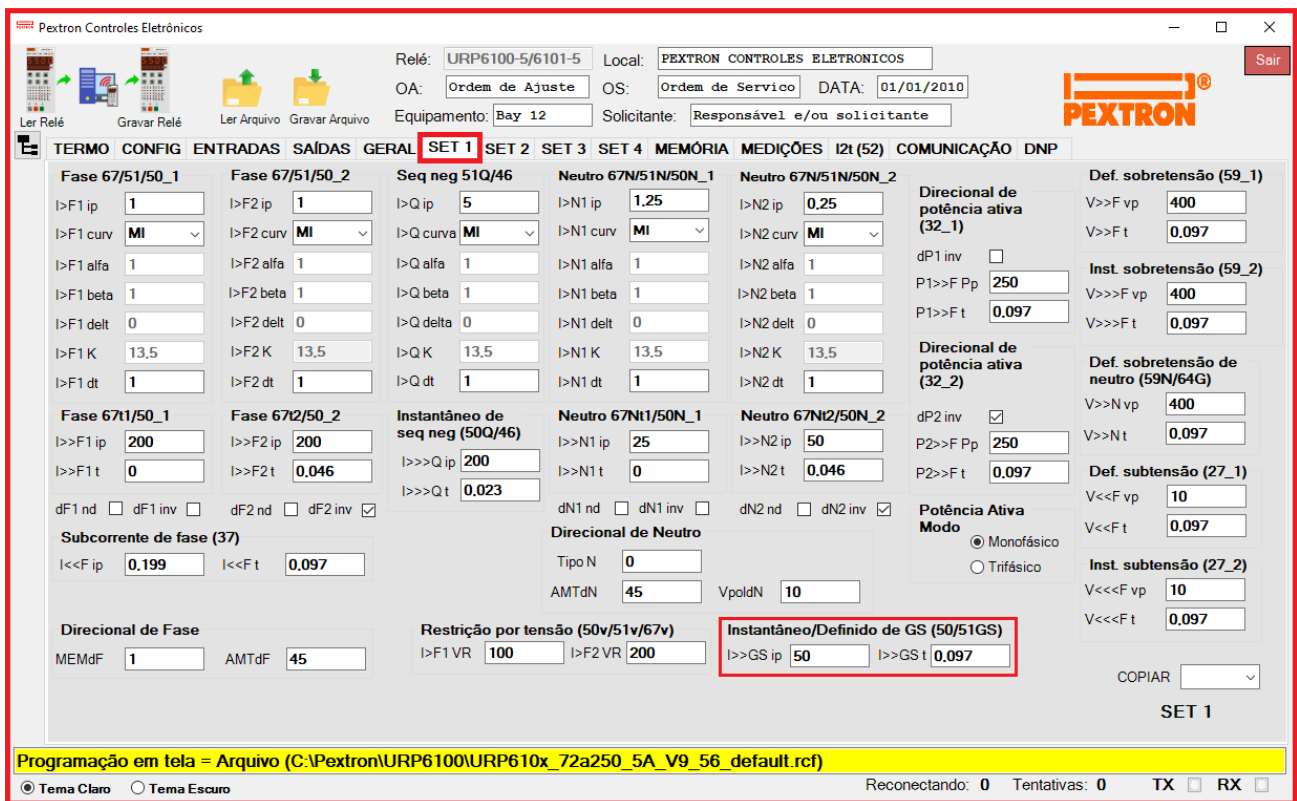 Pextron Controles Eletrônicos
Relé: URP6100-5/6101-5 Local: PEXTRON CONTROLES ELETRONICOS
Sair
OA: Ordem de Ajuste OS: Ordem de Servico DATA: 01/01/2010
Equipamento: Bay 12 Solicitante: Responsável e/ou solicitante
PEXTRON®
Ler Relé Gravar Relé Ler Arquivo Gravar Arquivo
TERMO CONFIG ENTRADAS SAÍDAS GERAL SET 1 SET 2 SET 3 SET 4 MEMÓRIA MEDIÇÕES I2t (52) COMUNICAÇÃO DNP
Fase 67/51/50_1
I>F1 ip 1
I>F1 curv MI
I>F1 alfa 1
I>F1 beta 1
I>F1 delt 0
I>F1 K 13,5
I>F1 dt 1
Fase 67/51/50_2
I>F2 ip 1
I>F2 curv MI
I>F2 alfa 1
I>F2 beta 1
I>F2 delt 0
I>F2 K 13,5
I>F2 dt 1
Seq neg 51Q/46
I>Q ip 5
I>Q curva MI
I>Q alfa 1
I>Q beta 1
I>Q delta 0
I>Q K 13,5
I>Q dt 1
Neutro 67N/51N/50N_1
I>N1 ip 1,25
I>N1 curv MI
I>N1 alfa 1
I>N1 beta 1
I>N1 delt 0
I>N1 K 13,5
I>N1 dt 1
Neutro 67N/51N/50N_2
I>N2 ip 0,25
I>N2 curv MI
I>N2 alfa 1
I>N2 beta 1
I>N2 delt 0
I>N2 K 13,5
I>N2 dt 1
Direcional de
potência ativa
(32_1)
dP1 inv
P1>>F Pp 250
P1>>F t 0,097
Direcional de
potência ativa
(32_2)
dP2 inv
P2>>F Pp 250
P2>>F t 0,097
Potência Ativa
Modo
Monofásico
Trifásico
Def. sobretensão (59_1)
V>>F vp 400
V>>F t 0,097
Inst. sobretensão (59_2)
V>>>F vp 400
V>>>F t 0,097
Def. sobretensão de
neutro (59N/64G)
V>>N vp 400
V>>N t 0,097
Def. subtensão (27_1)
V<<F vp 10
V<<F t 0,097
Inst. subtensão (27_2)
V<<<F vp 10
V<<<F t 0,097
Fase 67t1/50_1
I>>F1 ip 200
I>>F1 t 0
dF1 nd dF1 inv
Fase 67t2/50_2
I>>F2 ip 200
I>>F2 t 0,046
dF2 nd dF2 inv
Instantâneo de
seq neg (50Q/46)
I>>>Q ip 200
I>>>Q t 0,023
Neutro 67Nt1/50N_1
I>>N1 ip 25
I>>N1 t 0
dN1 nd dN1 inv
Neutro 67Nt2/50N_2
I>>N2 ip 50
I>>N2 t 0,046
dN2 nd dN2 inv
Subcorrente de fase (37)
I<<F ip 0,199 I<<F t 0,097
Direcional de Neutro
Tipo N 0
AMTdN 45 VpoldN 10
Direcional de Fase
MEMdF 1 AMTdF 45
Restrição por tensão (50v/51v/67v)
I>F1 VR 100 I>F2 VR 200
Instantâneo/Definido de GS (50/51GS)
I>>GS ip 50 I>>GS t 0,097
COPIAR
SET 1
Programação em tela = Arquivo (C:\Pextron\URP6100\URP610x_72a250_5A_V9_56_default.rcf)
Tema Claro Tema Escuro Reconectando: 0 Tentativas: 0 TX RX